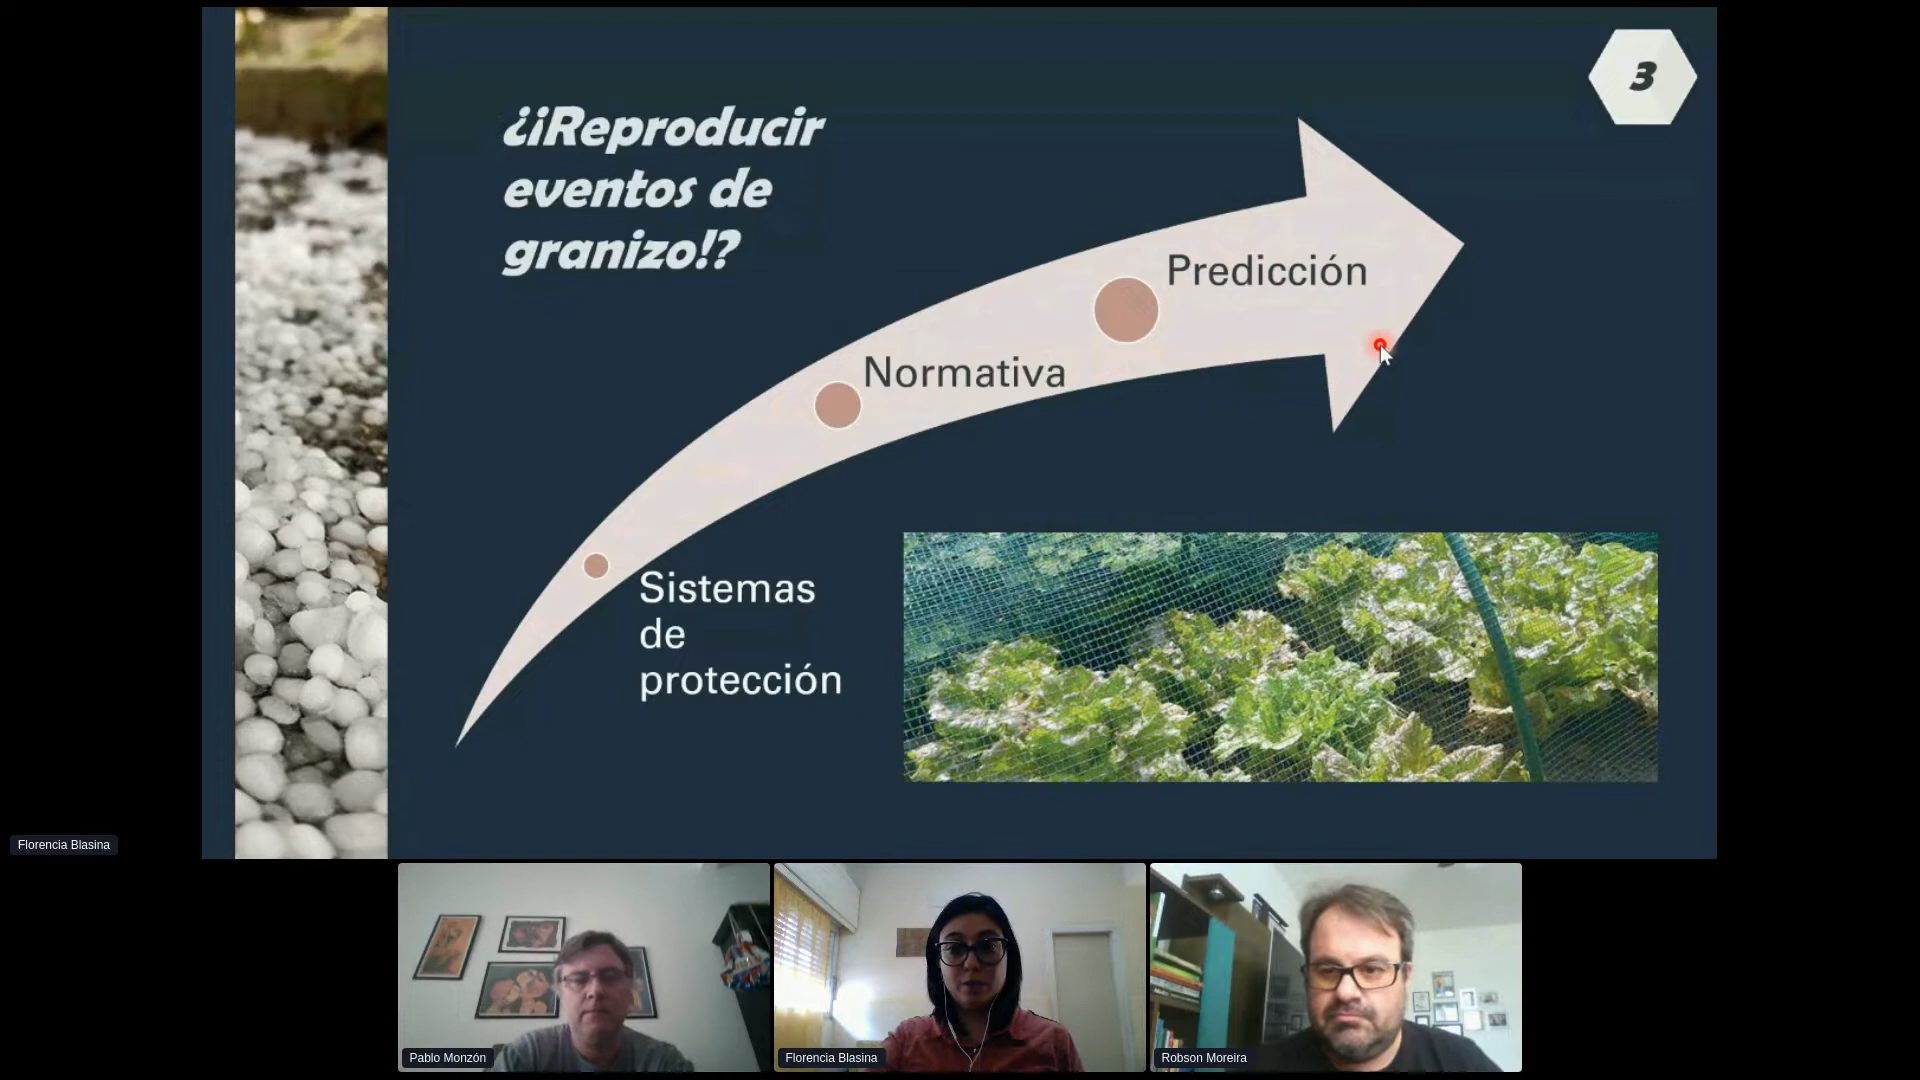 3
¿¡Reproducir
eventos de
granizo!?
Predicción
Normativa
Sistemas
de
protección
Florencia Blasina
Pablo Monzón
Florencia Blasina
Robson Moreira